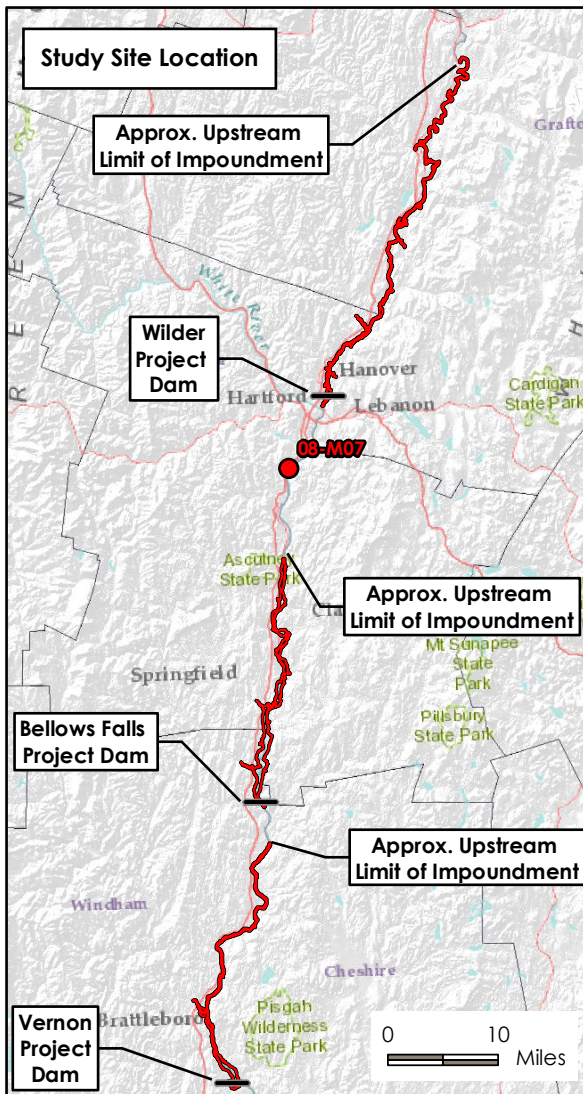 Study Site Location
Approx. Upstream
Limit of Impoundment
Grafto
White River
Wilder
Project
Dam
Hanover
Hartford
Lebanon
Cardigan
State Park
08-M07
Ascutney
State Park
Approx. Upstream
Limit of Impoundment
Cla
Mt Sunapee
State
Park
Springfield
Pillsbury
State Park
Bellows Falls
Project Dam
Approx. Upstream
Limit of Impoundment
Windham
Cheshire
Brattleboro
Pisgah
Wilderness
State Park
Vernon
Project
Dam
0 10
Miles
R E E N
H